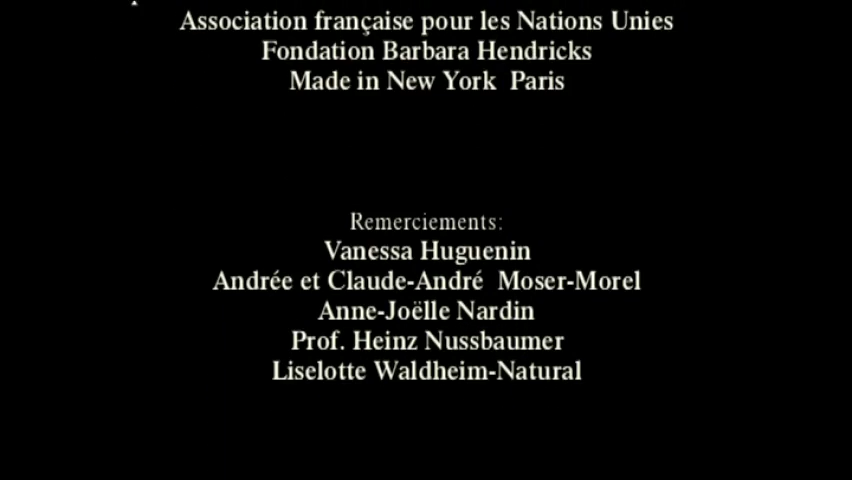 Association française pour les Nations Unies
Fondation Barbara Hendricks
Made in New York Paris
Remerciements:
Vanessa Huguenin
Andrée et Claude-André Moser-Morel
Anne-Joëlle Nardin
Prof. Heinz Nussbaumer
Liselotte Waldheim-Natural